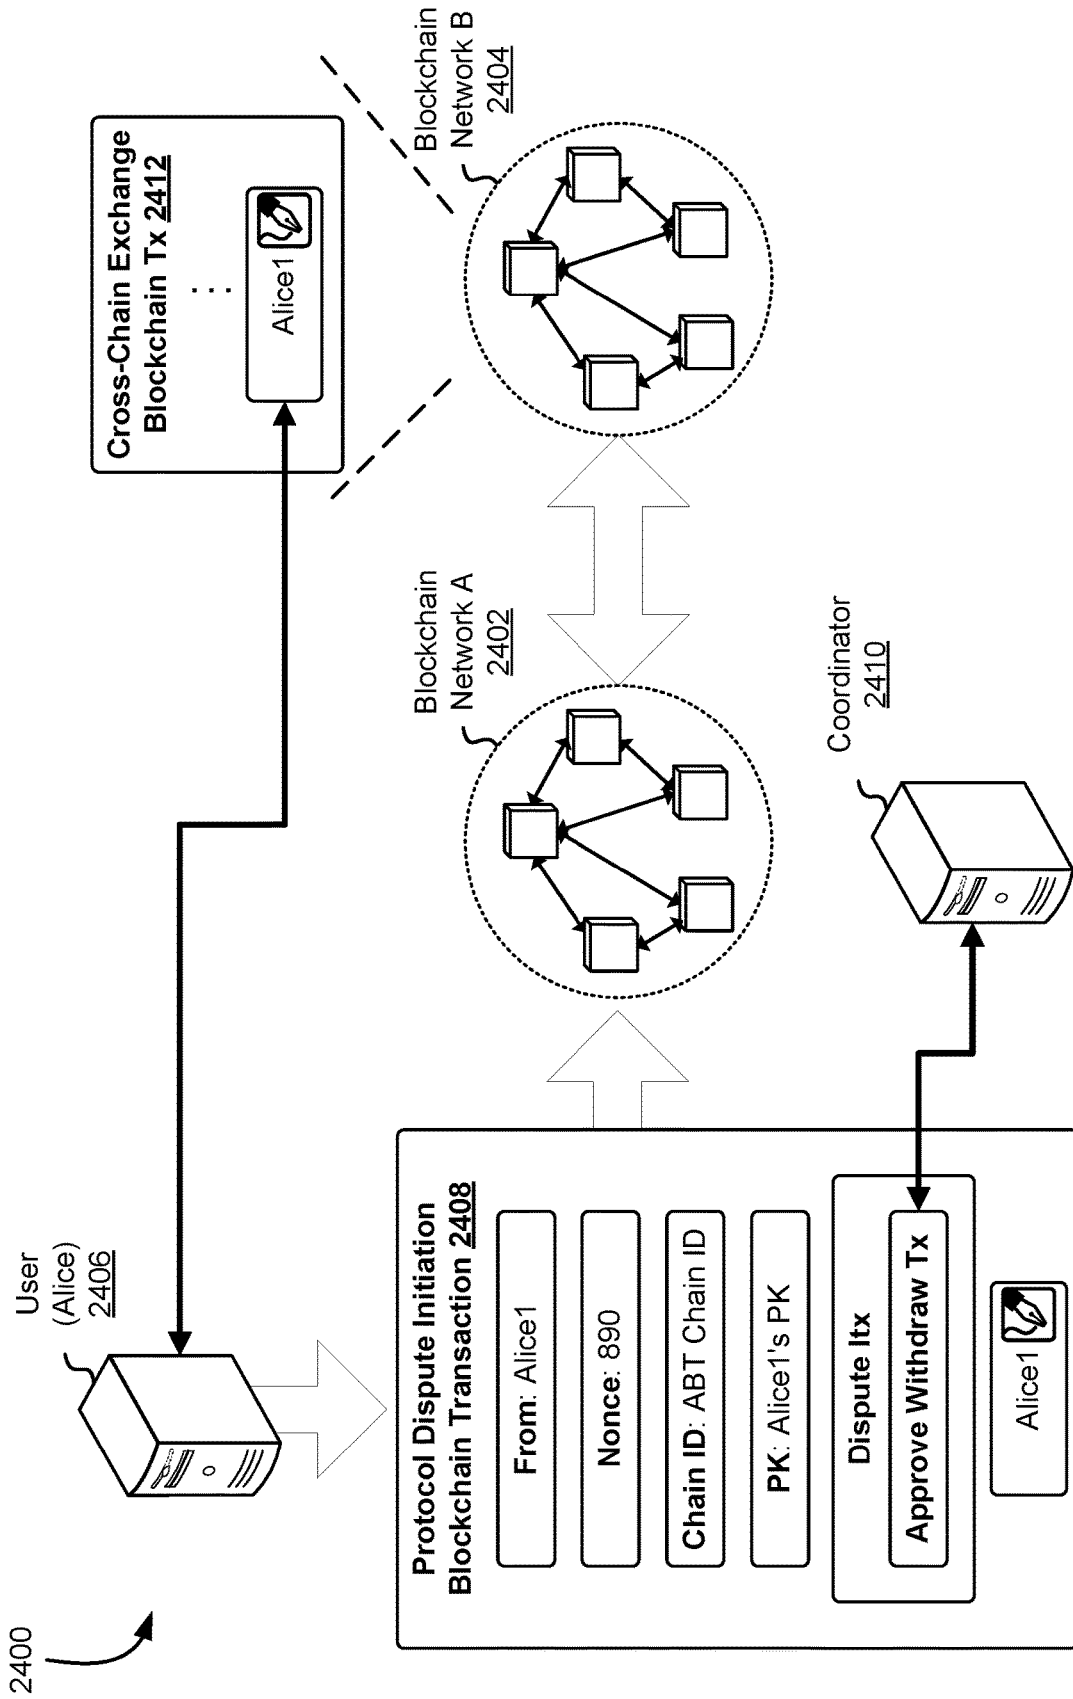 2400
User
(Alice)
2406
Protocol Dispute Initiation
Blockchain Transaction 2408
From: Alice1
Nonce: 890
Chain ID: ABT Chain ID
PK: Alice1's PK
Dispute Itx
Approve Withdraw Tx
Alice1
Blockchain
Network A
2402
Coordinator
2410
Cross-Chain Exchange
Blockchain Tx 2412
...
Alice1
Blockchain
Network B
2404